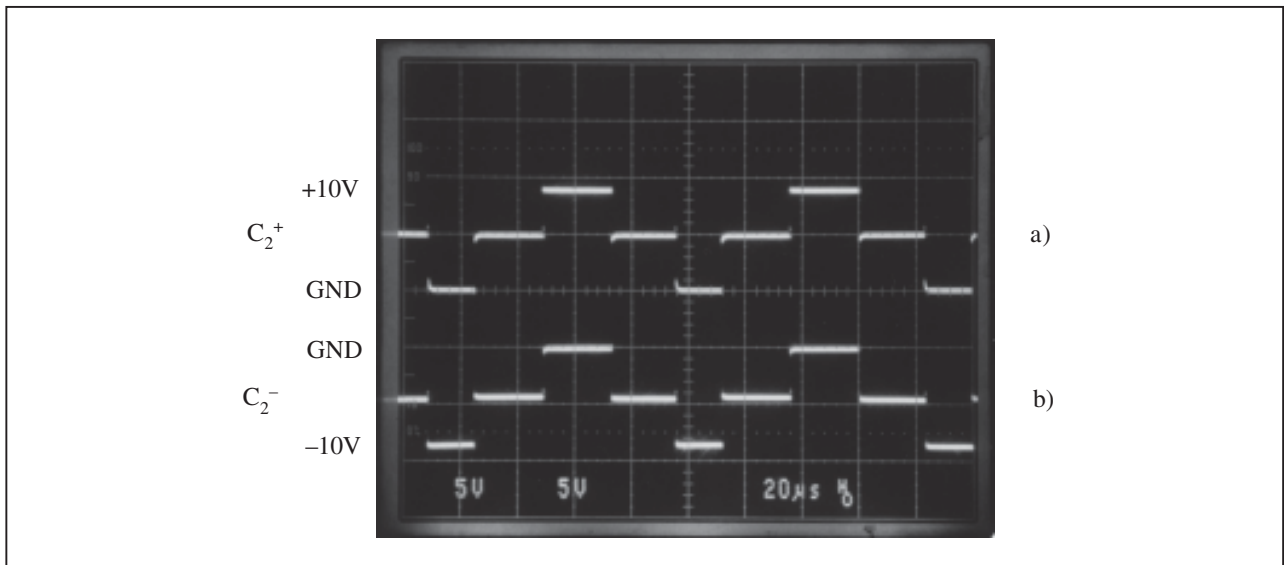 +10V
C₂⁺
a)
GND
GND
C₂⁻
b)
–10V
5V 5V 20µs